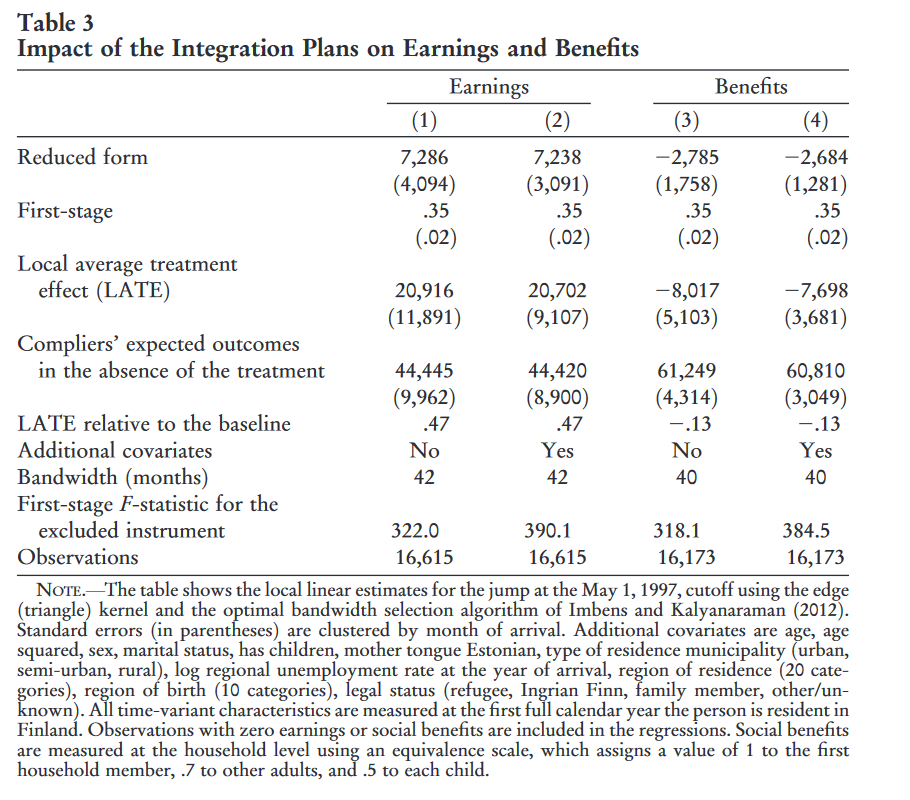 Table 3
Impact of the Integration Plans on Earnings and Benefits
Earnings Benefits
(1) (2) (3) (4)
Reduced form 7,286 7,238 −2,785 −2,684
(4,094) (3,091) (1,758) (1,281)
First-stage .35 .35 .35 .35
(.02) (.02) (.02) (.02)
Local average treatment
effect (LATE) 20,916 20,702 −8,017 −7,698
(11,891) (9,107) (5,103) (3,681)
Compliers’ expected outcomes
in the absence of the treatment 44,445 44,420 61,249 60,810
(9,962) (8,900) (4,314) (3,049)
LATE relative to the baseline .47 .47 −.13 −.13
Additional covariates No Yes No Yes
Bandwidth (months) 42 42 40 40
First-stage F-statistic for the
excluded instrument 322.0 390.1 318.1 384.5
Observations 16,615 16,615 16,173 16,173
NOTE.—The table shows the local linear estimates for the jump at the May 1, 1997, cutoff using the edge
(triangle) kernel and the optimal bandwidth selection algorithm of Imbens and Kalyanaraman (2012).
Standard errors (in parentheses) are clustered by month of arrival. Additional covariates are age, age
squared, sex, marital status, has children, mother tongue Estonian, type of residence municipality (urban,
semi-urban, rural), log regional unemployment rate at the year of arrival, region of residence (20 cate-
gories), region of birth (10 categories), legal status (refugee, Ingrian Finn, family member, other/un-
known). All time-variant characteristics are measured at the first full calendar year the person is resident in
Finland. Observations with zero earnings or social benefits are included in the regressions. Social benefits
are measured at the household level using an equivalence scale, which assigns a value of 1 to the first
household member, .7 to other adults, and .5 to each child.